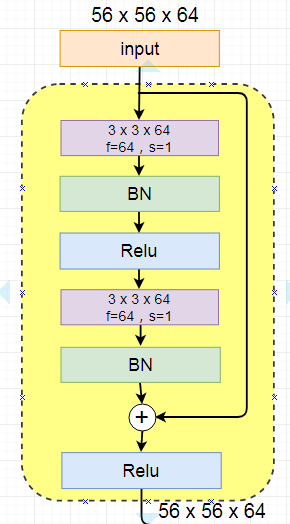 56 x 56 x 64
input
3 x 3 x 64
f=64 , s=1
BN
Relu
3 x 3 x 64
f=64 , s=1
BN
+
Relu
56 x 56 x 64